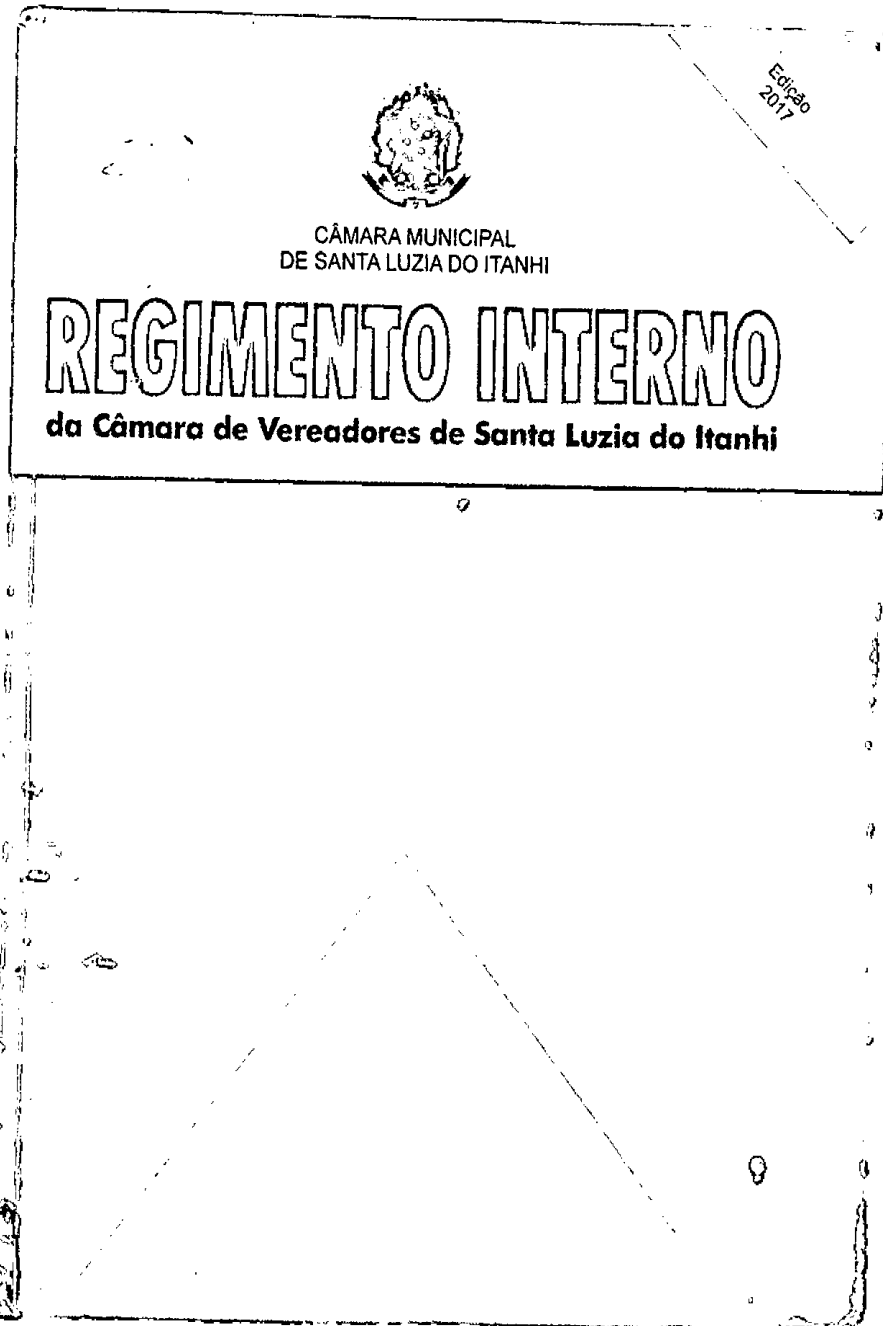 Edição
2017
CÂMARA MUNICIPAL
DE SANTA LUZIA DO ITANHI
REGIMENTO INTERNO
da Câmara de Vereadores de Santa Luzia do Itanhi